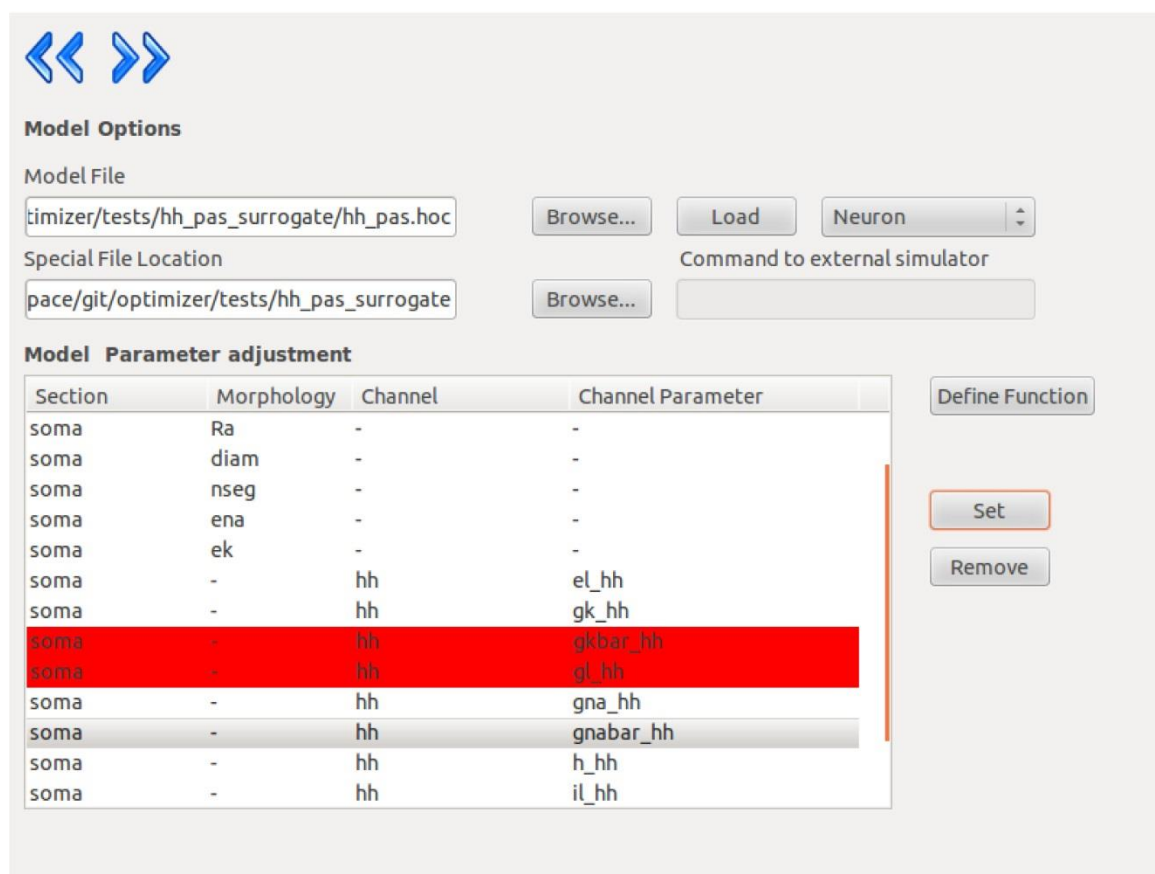 Model Options
Model File
timizer/tests/hh_pas_surrogate/hh_pas.hoc Browse... Load Neuron
Special File Location Command to external simulator
pace/git/optimizer/tests/hh_pas_surrogate Browse...
Model Parameter adjustment
Section Morphology Channel Channel Parameter Define Function
soma Ra - -
soma diam - -
soma nseg - -
soma ena - - Set
soma ek - -
soma - hh el_hh Remove
soma - hh gk_hh
soma - hh gkbar_hh
soma - hh gl_hh
soma - hh gna_hh
soma - hh gnabar_hh
soma - hh h_hh
soma - hh il_hh